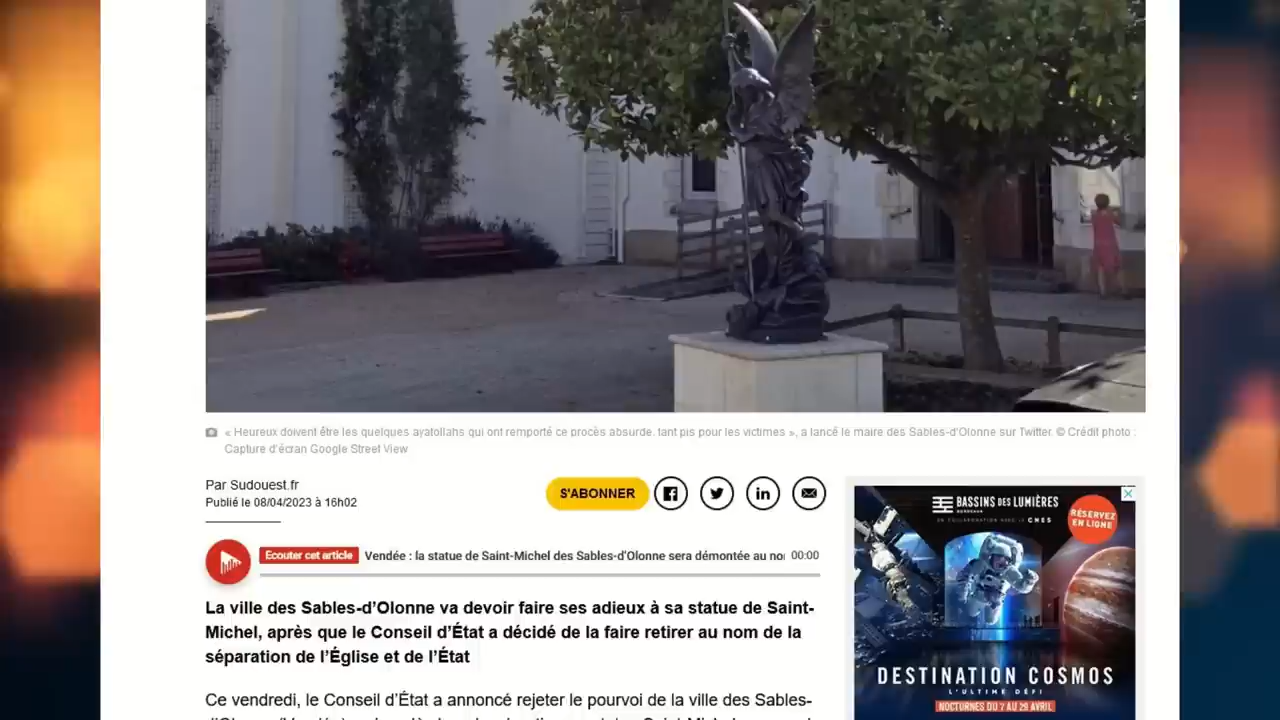 « Heureux doivent être les quelques ayatollahs qui ont remporté ce procès absurde. tant pis pour les victimes », a lancé le maire des Sables-d'Olonne sur Twitter. © Crédit photo :
Capture d'écran Google Street View
Par Sudouest.fr
Publié le 08/04/2023 à 16h02
S'ABONNER
Ecouter cet article Vendée : la statue de Saint-Michel des Sables-d'Olonne sera démontée au no 00:00
La ville des Sables-d'Olonne va devoir faire ses adieux à sa statue de Saint-
Michel, après que le Conseil d'État a décidé de la faire retirer au nom de la
séparation de l'Église et de l'État
Ce vendredi, le Conseil d'État a annoncé rejeter le pourvoi de la ville des Sables-
BASSINS DES LUMIÈRES
BORDEAUX
EN COLLABORATION AVEC LE CNES
RÉSERVEZ
EN LIGNE
DESTINATION COSMOS
L'ULTIME DÉFI
NOCTURNES DU 7 AU 29 AVRIL